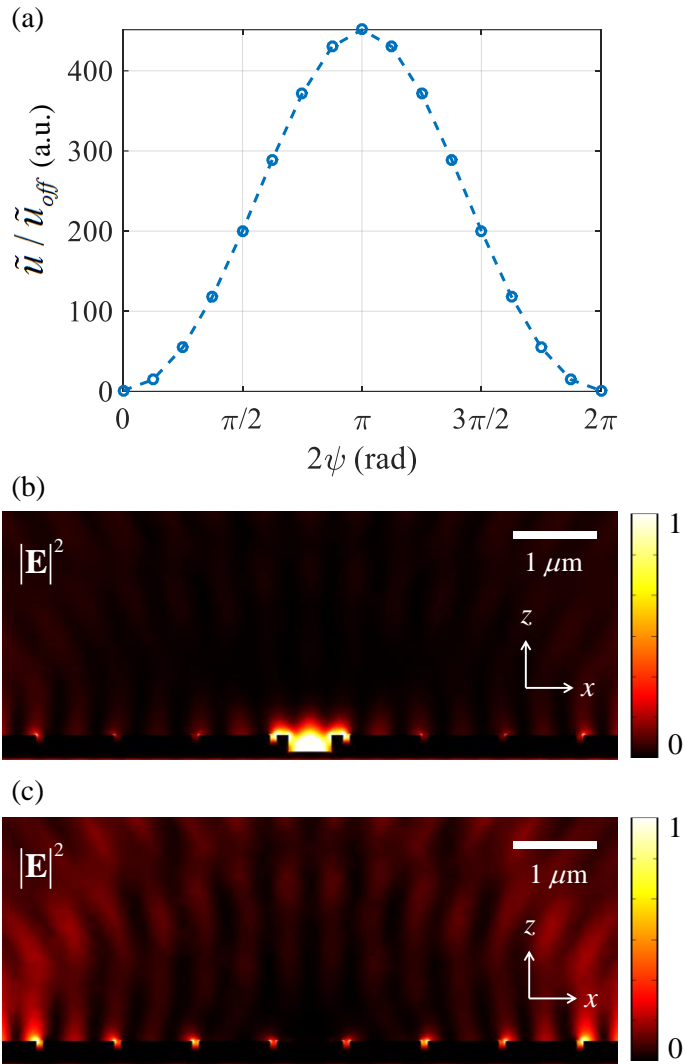 (a)
ũ / ũ_off (a.u.)
400
300
200
100
0
0 π/2 π 3π/2 2π
2ψ (rad)
(b)
|E|²
1 μm
z
x
1
0
(c)
|E|²
1 μm
z
x
1
0